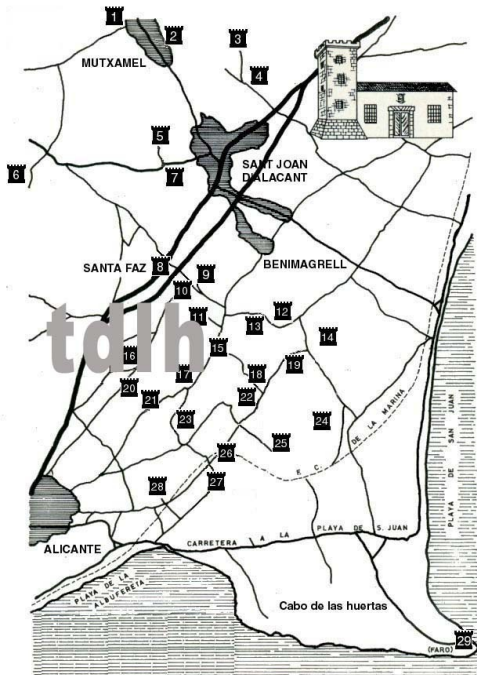 1
2
3
4
MUTXAMEL
5
6
7
SANT JOAN
D'ALACANT
SANTA FAZ
8
9
BENIMAGRELL
10
11
12
13
14
tdlh
15
16
17
18
19
20
21
22
23
24
25
26
27
28
E.C. DE LA MARINA
PLAYA DE SAN JUAN
ALICANTE
CARRETERA A LA PLAYA DE S. JUAN
PLAYA DE LA
ALBUFERETA
Cabo de las huertas
29
(FARO)